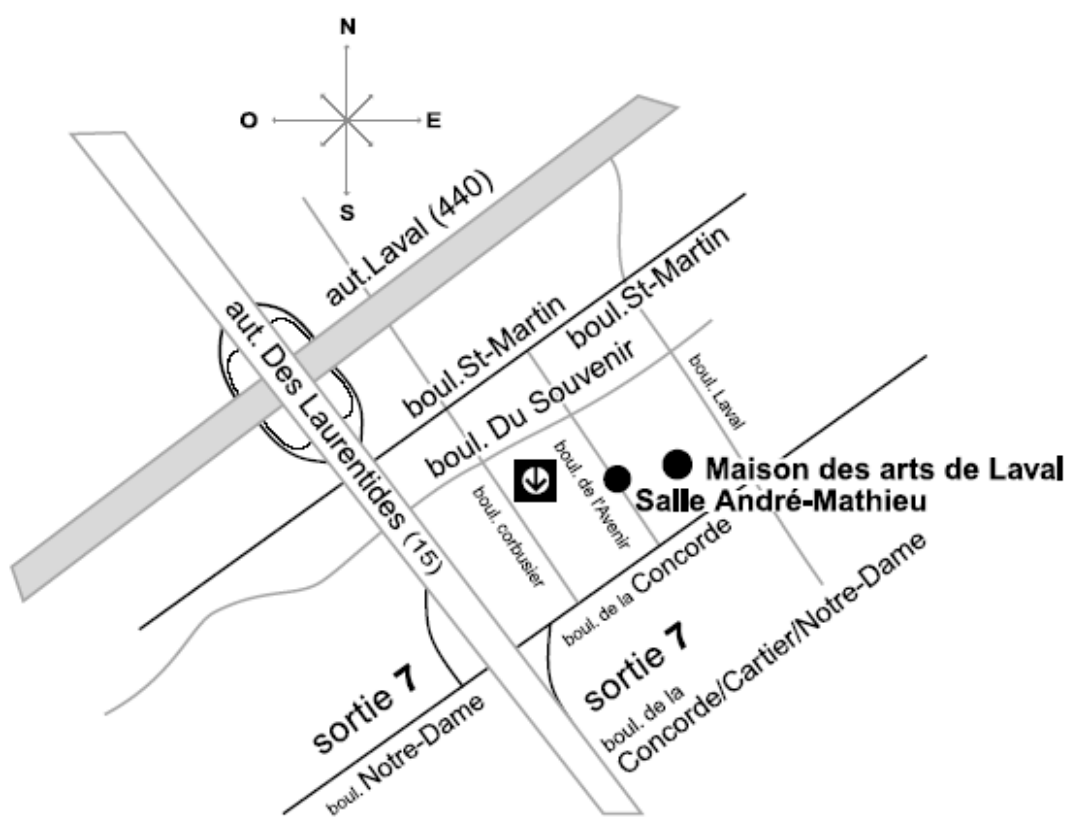 N
O
E
S
aut.Laval (440)
aut. Des Laurentides (15)
boul.St-Martin
boul.St-Martin
boul. Du Souvenir
boul. Laval
boul. corbusier
boul. de l'Avenir
Maison des arts de Laval
Salle André-Mathieu
boul. de la Concorde
sortie 7
boul. Notre-Dame
sortie 7
boul. de la
Concorde/Cartier/Notre-Dame